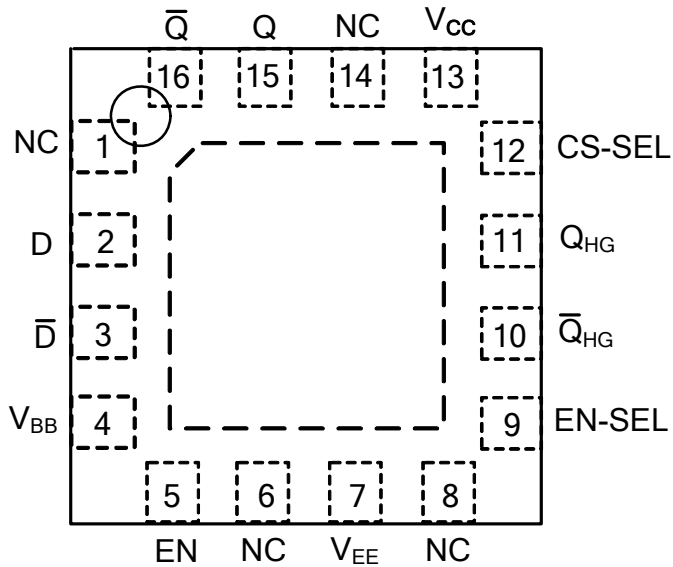 Q̅ Q NC VCC
16 15 14 13
NC 1 12 CS-SEL
D 2 11 QHG
D̅ 3 10 Q̅HG
VBB 4 9 EN-SEL
5 6 7 8
EN NC VEE NC